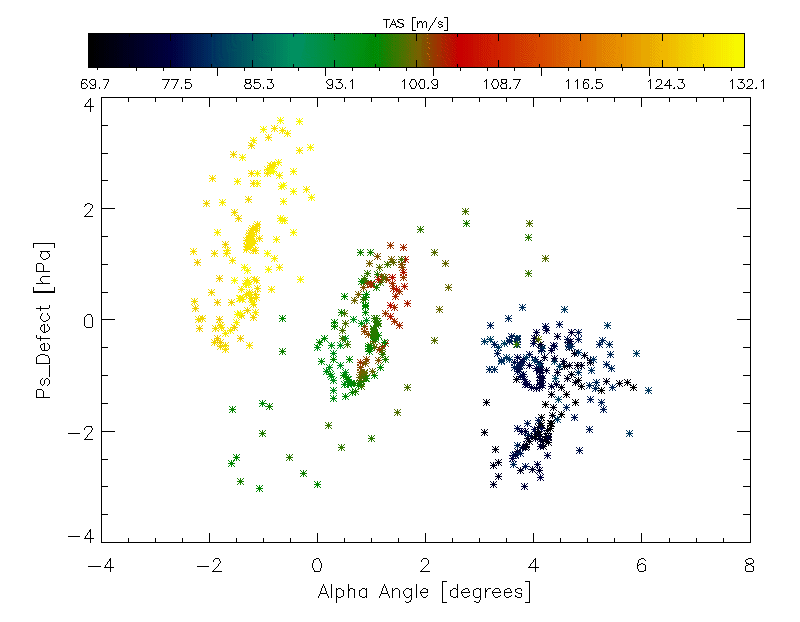 TAS [m/s]
69.7 77.5 85.3 93.1 100.9 108.7 116.5 124.3 132.1
4
2
0
−2
−4
Ps_Defect [hPa]
−4 −2 0 2 4 6 8
Alpha Angle [degrees]